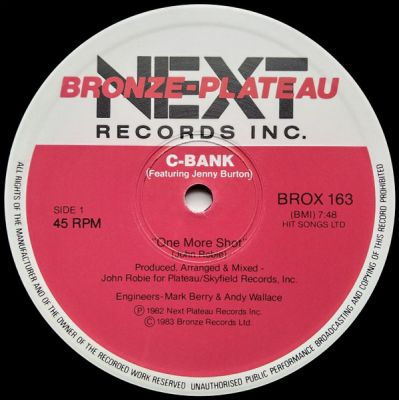 NEXT
BRONZE-PLATEAU
RECORDS INC.
C-BANK
(Featuring Jenny Burton)
SIDE 1
45 RPM
BROX 163
(BMI) 7:48
HIT SONGS LTD
"One More Shot"
(John Robie)
Produced, Arranged & Mixed -
John Robie for Plateau/Skyfield Records, Inc.
Engineers-Mark Berry & Andy Wallace
Ⓟ 1982 Next Plateau Records Inc.
© 1983 Bronze Records Ltd.
ALL RIGHTS OF THE MANUFACTURER AND OF THE OWNER OF THE RECORDED WORK RESERVED UNAUTHORISED PUBLIC PERFORMANCE BROADCASTING AND COPYING OF THIS RECORD PROHIBITED